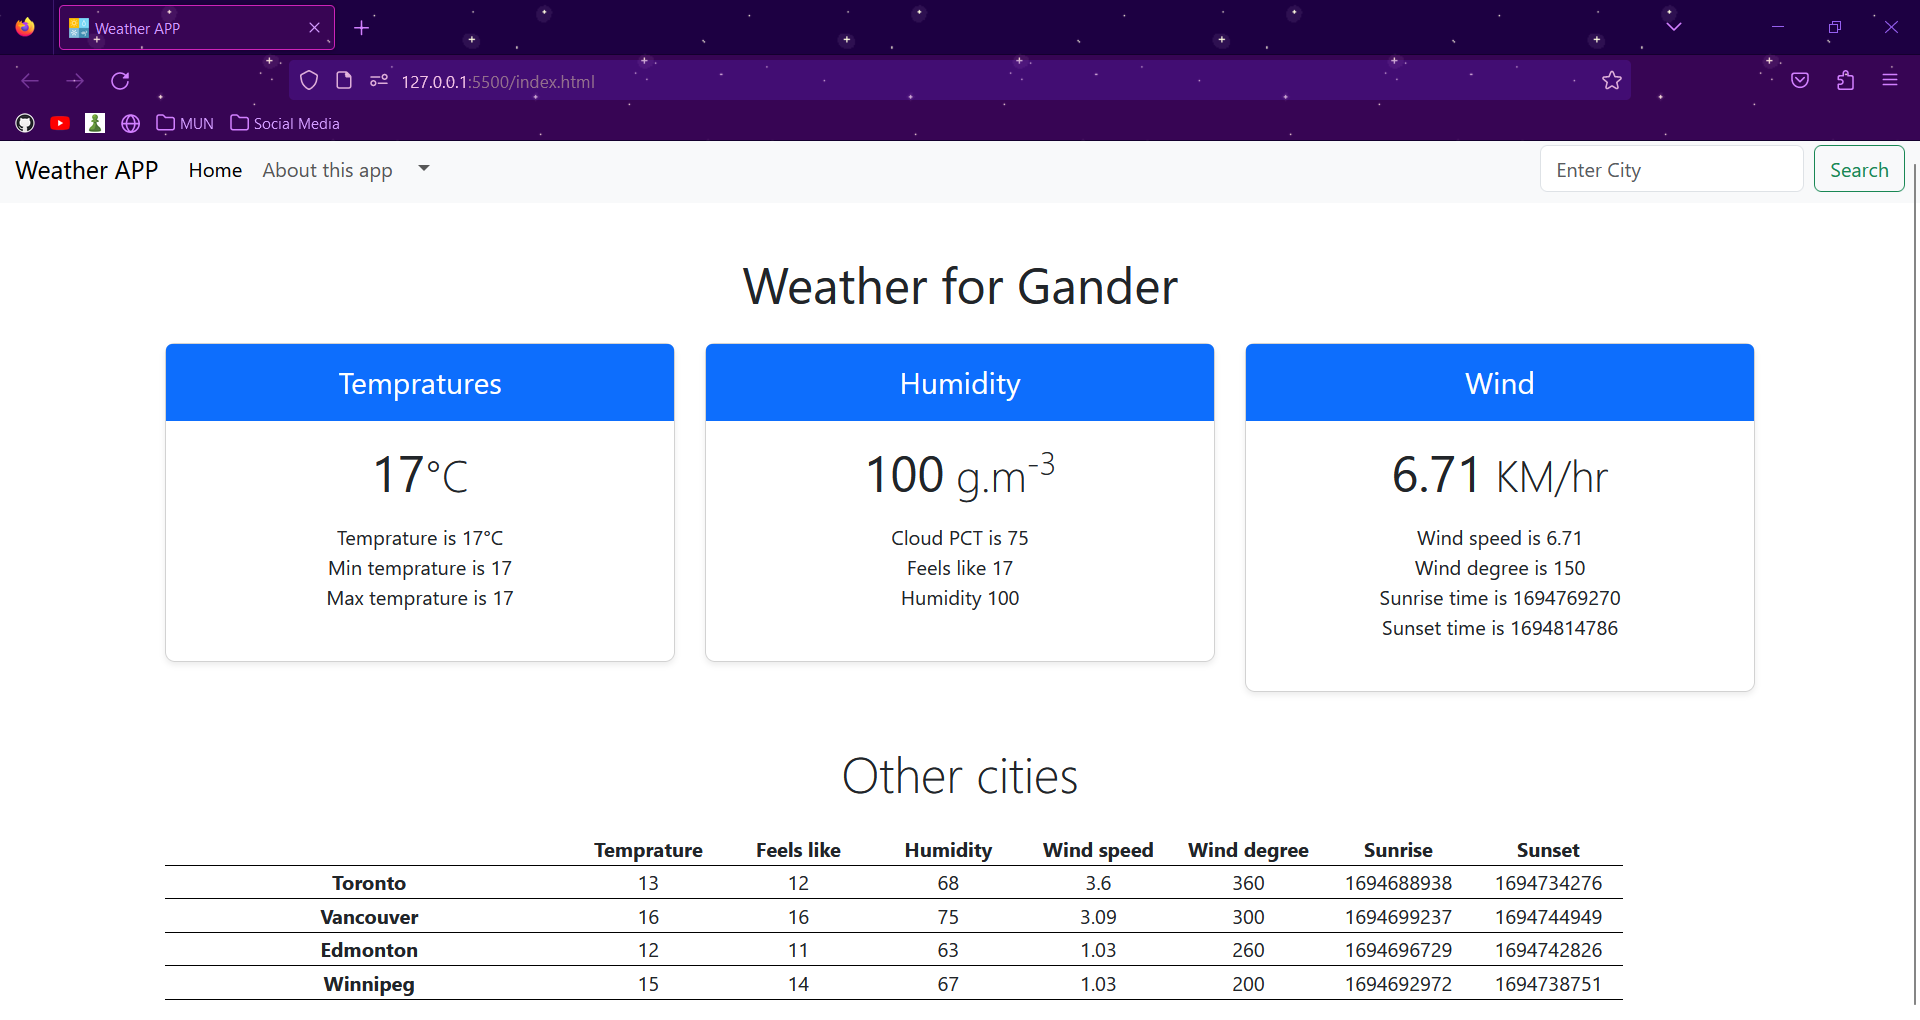 Weather APP
127.0.0.1:5500/index.html
MUN Social Media
Weather APP Home About this app Enter City Search
Weather for Gander
Tempratures
17°C
Temprature is 17°C
Min temprature is 17
Max temprature is 17
Humidity
100 g.m-3
Cloud PCT is 75
Feels like 17
Humidity 100
Wind
6.71 KM/hr
Wind speed is 6.71
Wind degree is 150
Sunrise time is 1694769270
Sunset time is 1694814786
Other cities
Temprature Feels like Humidity Wind speed Wind degree Sunrise Sunset
Toronto 13 12 68 3.6 360 1694688938 1694734276
Vancouver 16 16 75 3.09 300 1694699237 1694744949
Edmonton 12 11 63 1.03 260 1694696729 1694742826
Winnipeg 15 14 67 1.03 200 1694692972 1694738751